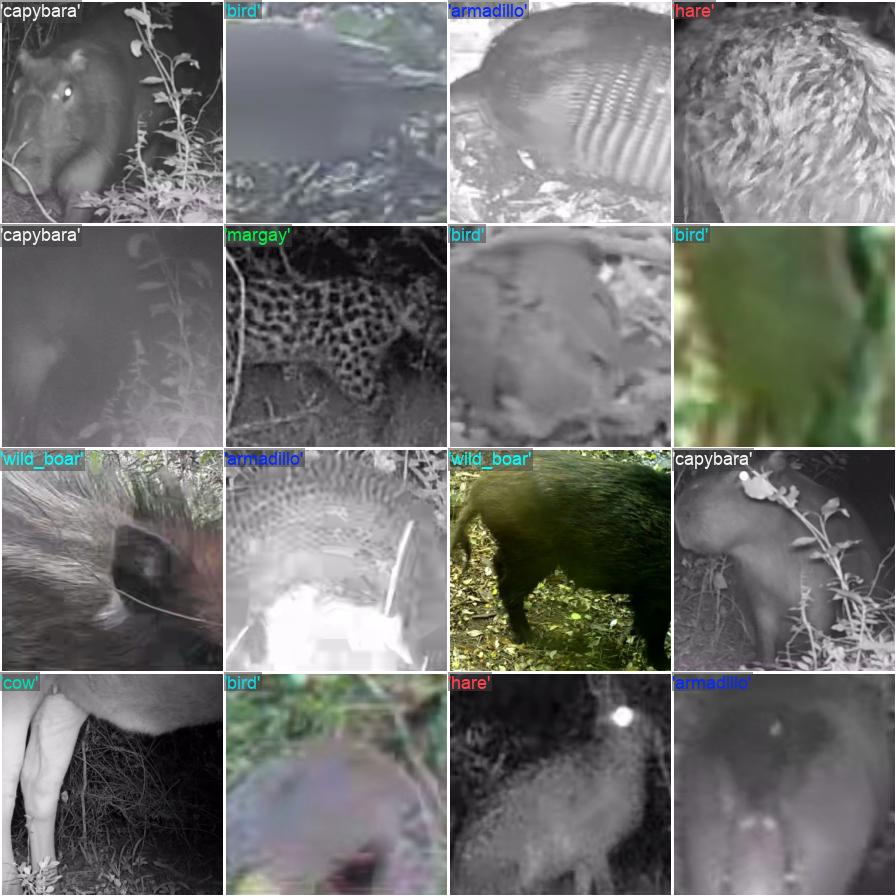 'capybara'
'bird'
'armadillo'
'hare'
'capybara'
'margay'
'bird'
'bird'
'wild_boar'
'armadillo'
'wild_boar'
'capybara'
'cow'
'bird'
'hare'
'armadillo'